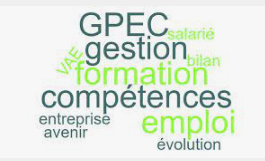 GPEC
salarié
gestion
VAE
bilan
formation
compétences
entreprise
emploi
avenir
évolution